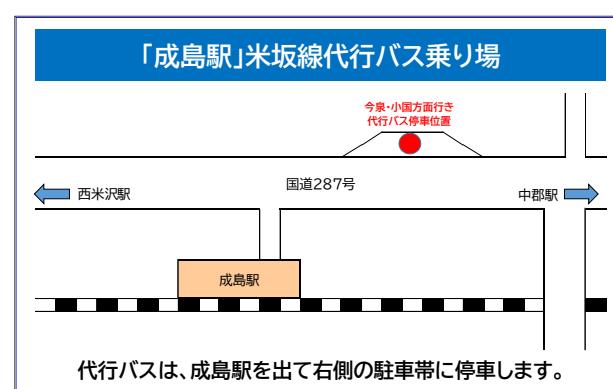 「成島駅」米坂線代行バス乗り場
今泉・小国方面行き
代行バス停車位置
国道287号
西米沢駅
中郡駅
成島駅
代行バスは、成島駅を出て右側の駐車帯に停車します。